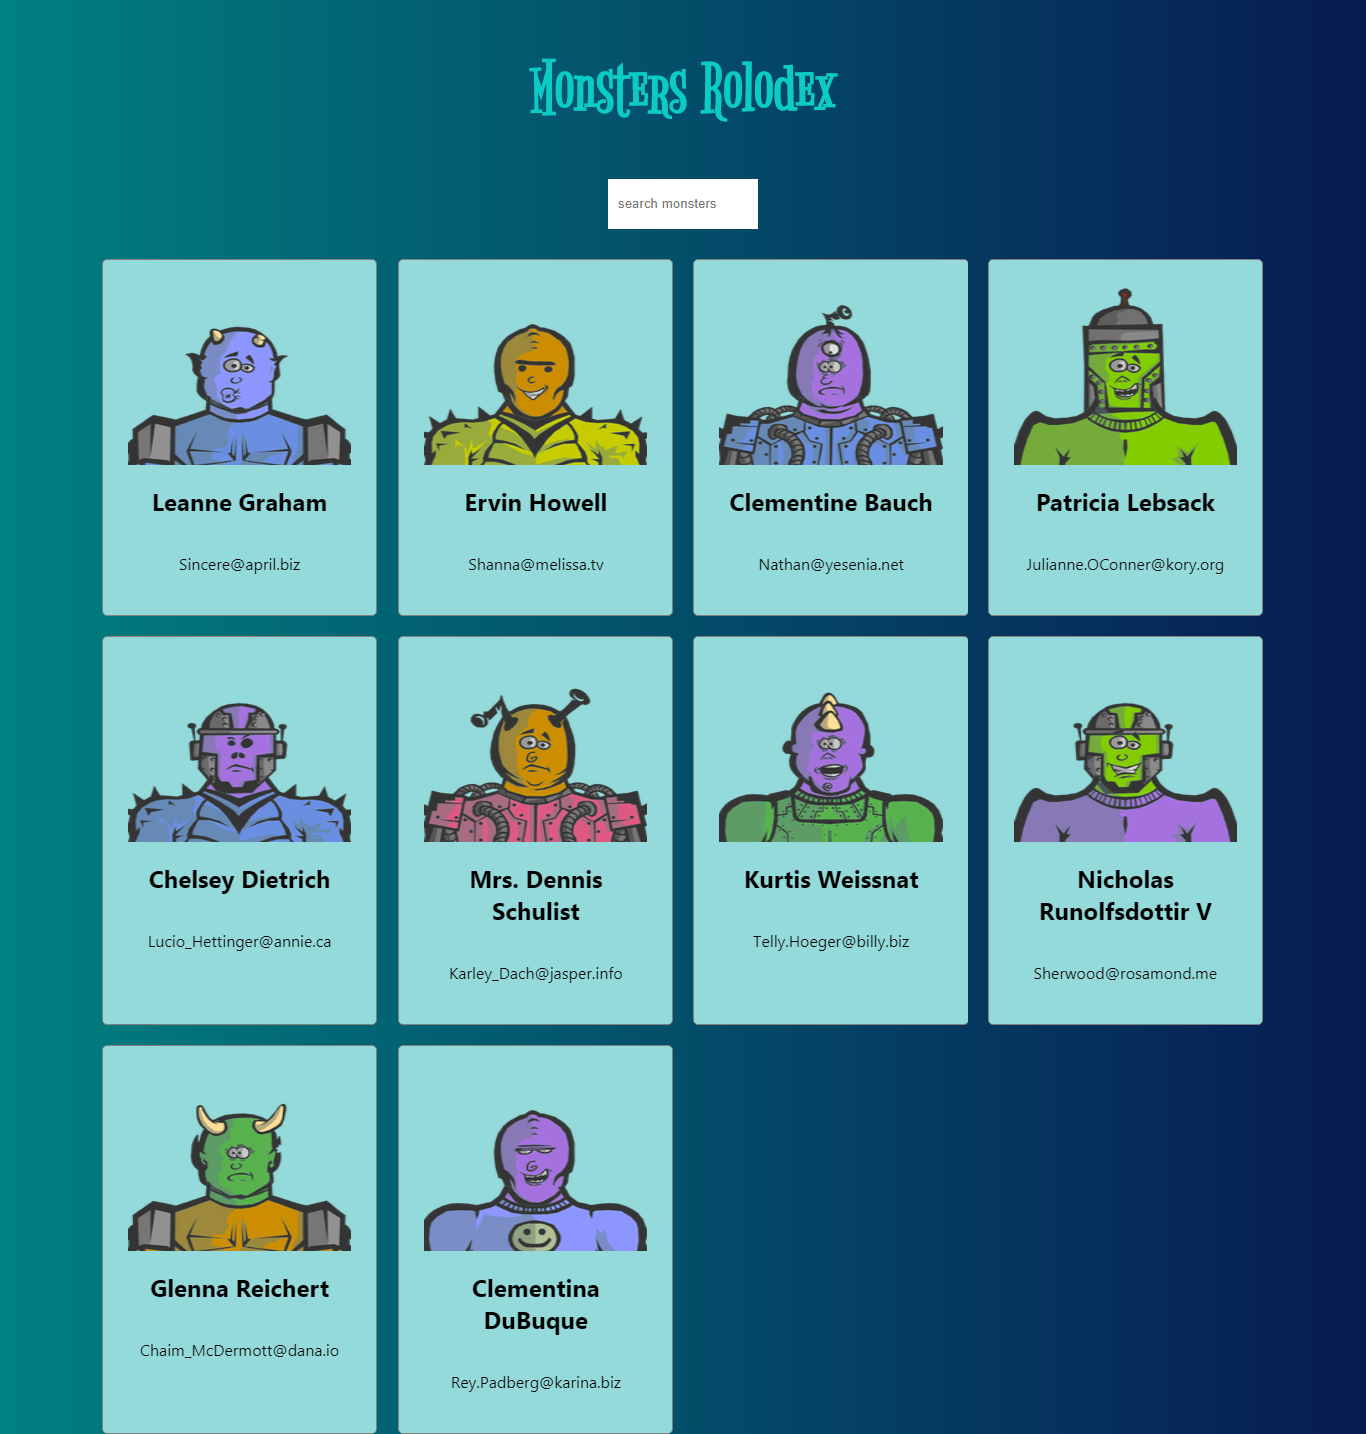 Monsters Rolodex
search monsters
Leanne Graham
Sincere@april.biz
Ervin Howell
Shanna@melissa.tv
Clementine Bauch
Nathan@yesenia.net
Patricia Lebsack
Julianne.OConner@kory.org
Chelsey Dietrich
Lucio_Hettinger@annie.ca
Mrs. Dennis
Schulist
Karley_Dach@jasper.info
Kurtis Weissnat
Telly.Hoeger@billy.biz
Nicholas
Runolfsdottir V
Sherwood@rosamond.me
Glenna Reichert
Chaim_McDermott@dana.io
Clementina
DuBuque
Rey.Padberg@karina.biz